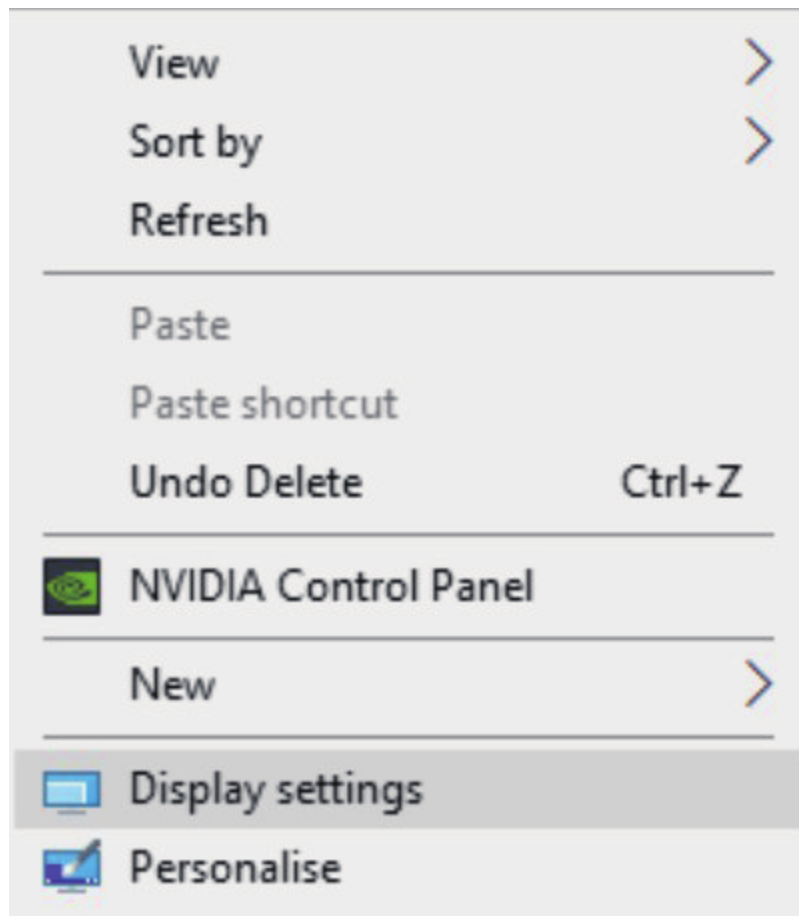 View
Sort by
Refresh
Paste
Paste shortcut
Undo Delete Ctrl+Z
NVIDIA Control Panel
New
Display settings
Personalise